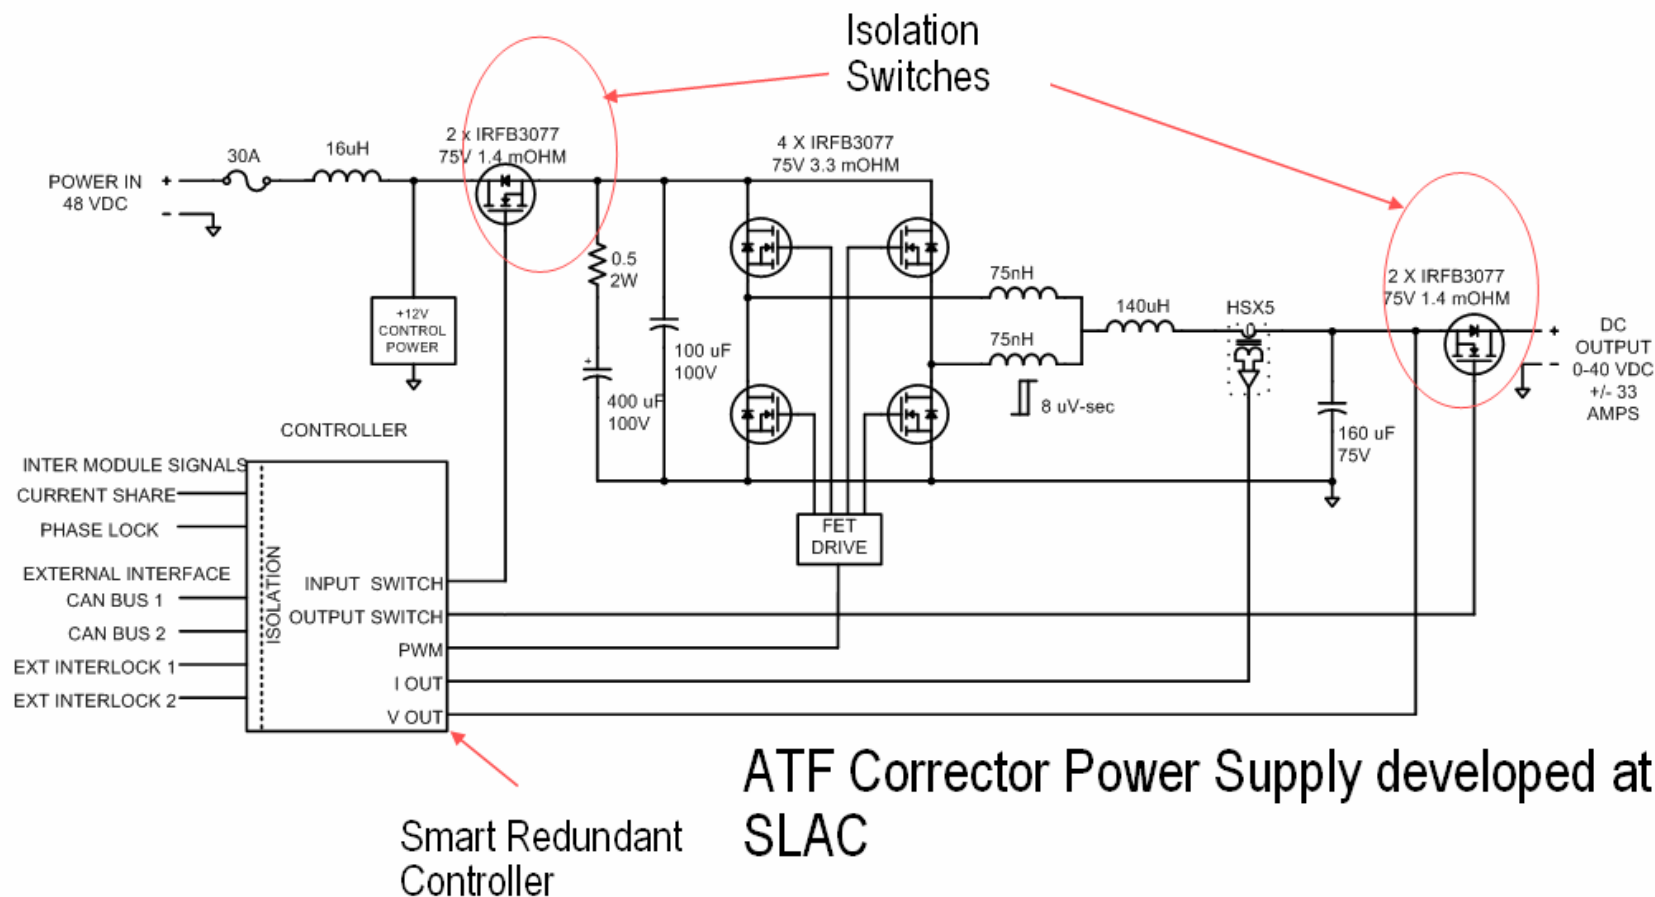 Isolation
Switches
2 x IRFB3077
75V 1.4 mOHM
4 X IRFB3077
75V 3.3 mOHM
30A
16uH
POWER IN
48 VDC
+
-
0.5
2W
+12V
CONTROL
POWER
100 uF
100V
+
400 uF
100V
75nH
75nH
8 uV-sec
140uH
HSX5
2 X IRFB3077
75V 1.4 mOHM
+
-
DC
OUTPUT
0-40 VDC
+/- 33
AMPS
160 uF
75V
FET
DRIVE
CONTROLLER
INTER MODULE SIGNALS
CURRENT SHARE
PHASE LOCK
EXTERNAL INTERFACE
CAN BUS 1
CAN BUS 2
EXT INTERLOCK 1
EXT INTERLOCK 2
ISOLATION
INPUT SWITCH
OUTPUT SWITCH
PWM
I OUT
V OUT
Smart Redundant
Controller
ATF Corrector Power Supply developed at
SLAC